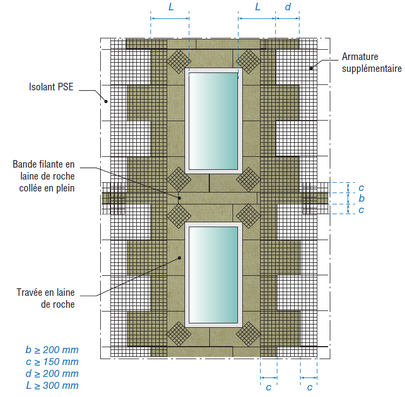 L
L
d
Armature
supplémentaire
Isolant PSE
Bande filante en
laine de roche
collée en plein
c
b
c
Travée en laine
de roche
b ≥ 200 mm
c ≥ 150 mm
d ≥ 200 mm
L ≥ 300 mm
c
c